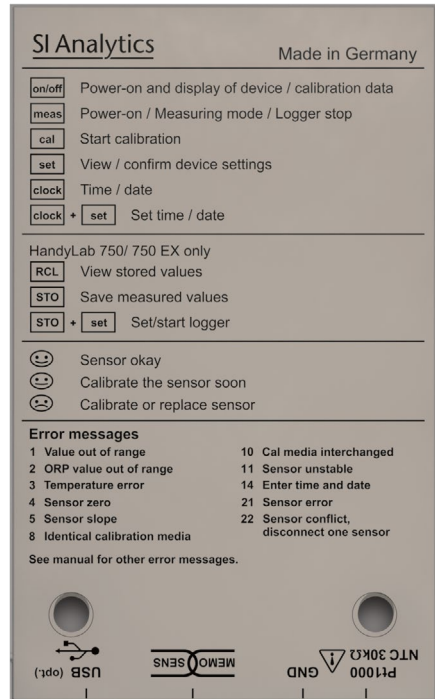 SI Analytics
Made in Germany
on/off Power-on and display of device / calibration data
meas Power-on / Measuring mode / Logger stop
cal Start calibration
set View / confirm device settings
clock Time / date
clock + set Set time / date
HandyLab 750/ 750 EX only
RCL View stored values
STO Save measured values
STO + set Set/start logger
Sensor okay
Calibrate the sensor soon
Calibrate or replace sensor
Error messages
1 Value out of range
2 ORP value out of range
3 Temperature error
4 Sensor zero
5 Sensor slope
8 Identical calibration media
10 Cal media interchanged
11 Sensor unstable
14 Enter time and date
21 Sensor error
22 Sensor conflict,
disconnect one sensor
See manual for other error messages.
USB (opt.)
MEMO SENS
GND
Pt1000
NTC 30kΩ